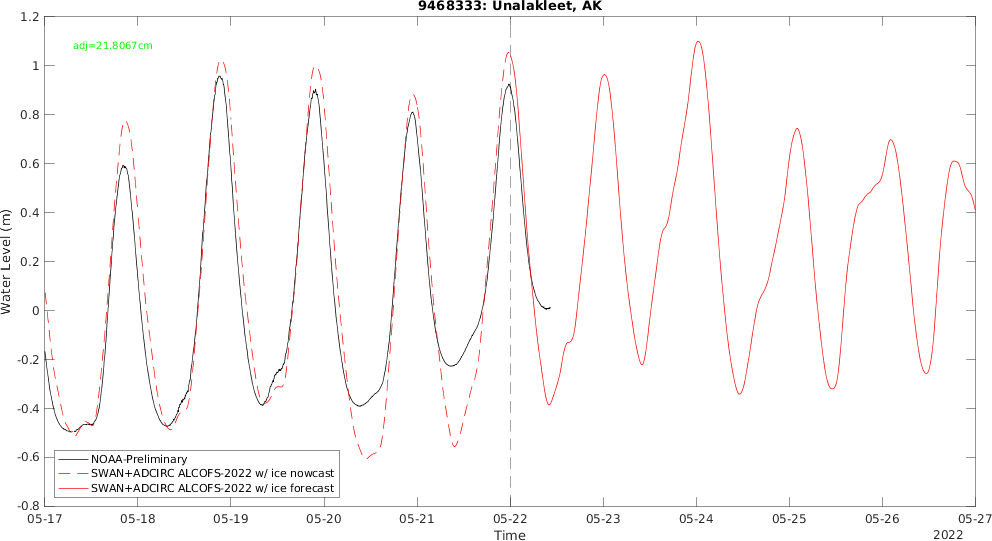 9468333: Unalakleet, AK
adj=21.8067cm
Water Level (m)
1.2
1
0.8
0.6
0.4
0.2
0
-0.2
-0.4
-0.6
-0.8
NOAA-Preliminary
SWAN+ADCIRC ALCOFS-2022 w/ ice nowcast
SWAN+ADCIRC ALCOFS-2022 w/ ice forecast
05-17 05-18 05-19 05-20 05-21 05-22 05-23 05-24 05-25 05-26 05-27
Time
2022